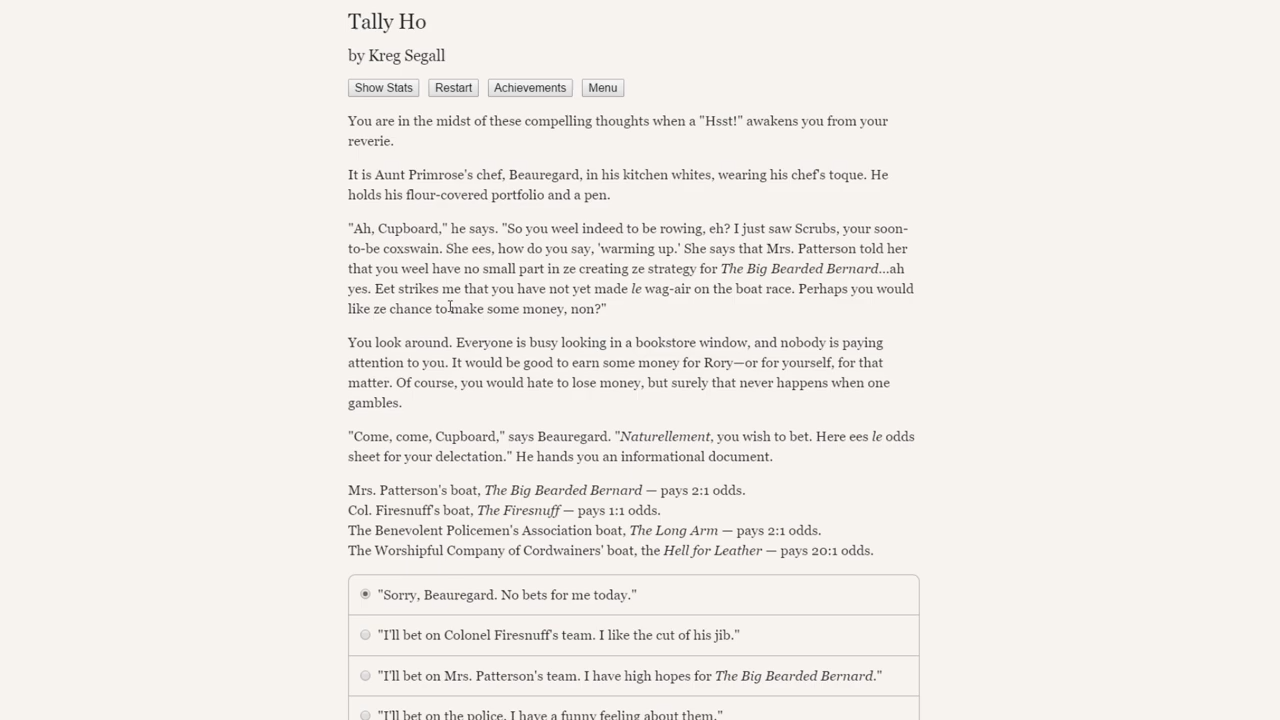 Tally Ho
by Kreg Segall
Show Stats Restart Achievements Menu
You are in the midst of these compelling thoughts when a "Hsst!" awakens you from your
reverie.
It is Aunt Primrose's chef, Beauregard, in his kitchen whites, wearing his chef's toque. He
holds his flour-covered portfolio and a pen.
"Ah, Cupboard," he says. "So you weel indeed to be rowing, eh? I just saw Scrubs, your soon-
to-be coxswain. She ees, how do you say, 'warming up.' She says that Mrs. Patterson told her
that you weel have no small part in ze creating ze strategy for The Big Bearded Bernard...ah
yes. Eet strikes me that you have not yet made le wag-air on the boat race. Perhaps you would
like ze chance to make some money, non?"
You look around. Everyone is busy looking in a bookstore window, and nobody is paying
attention to you. It would be good to earn some money for Rory—or for yourself, for that
matter. Of course, you would hate to lose money, but surely that never happens when one
gambles.
"Come, come, Cupboard," says Beauregard. "Naturellement, you wish to bet. Here ees le odds
sheet for your delectation." He hands you an informational document.
Mrs. Patterson's boat, The Big Bearded Bernard — pays 2:1 odds.
Col. Firesnuff's boat, The Firesnuff — pays 1:1 odds.
The Benevolent Policemen's Association boat, The Long Arm — pays 2:1 odds.
The Worshipful Company of Cordwainers' boat, the Hell for Leather — pays 20:1 odds.
"Sorry, Beauregard. No bets for me today."
"I'll bet on Colonel Firesnuff's team. I like the cut of his jib."
"I'll bet on Mrs. Patterson's team. I have high hopes for The Big Bearded Bernard."
"I'll bet on the police. I have a funny feeling about them."